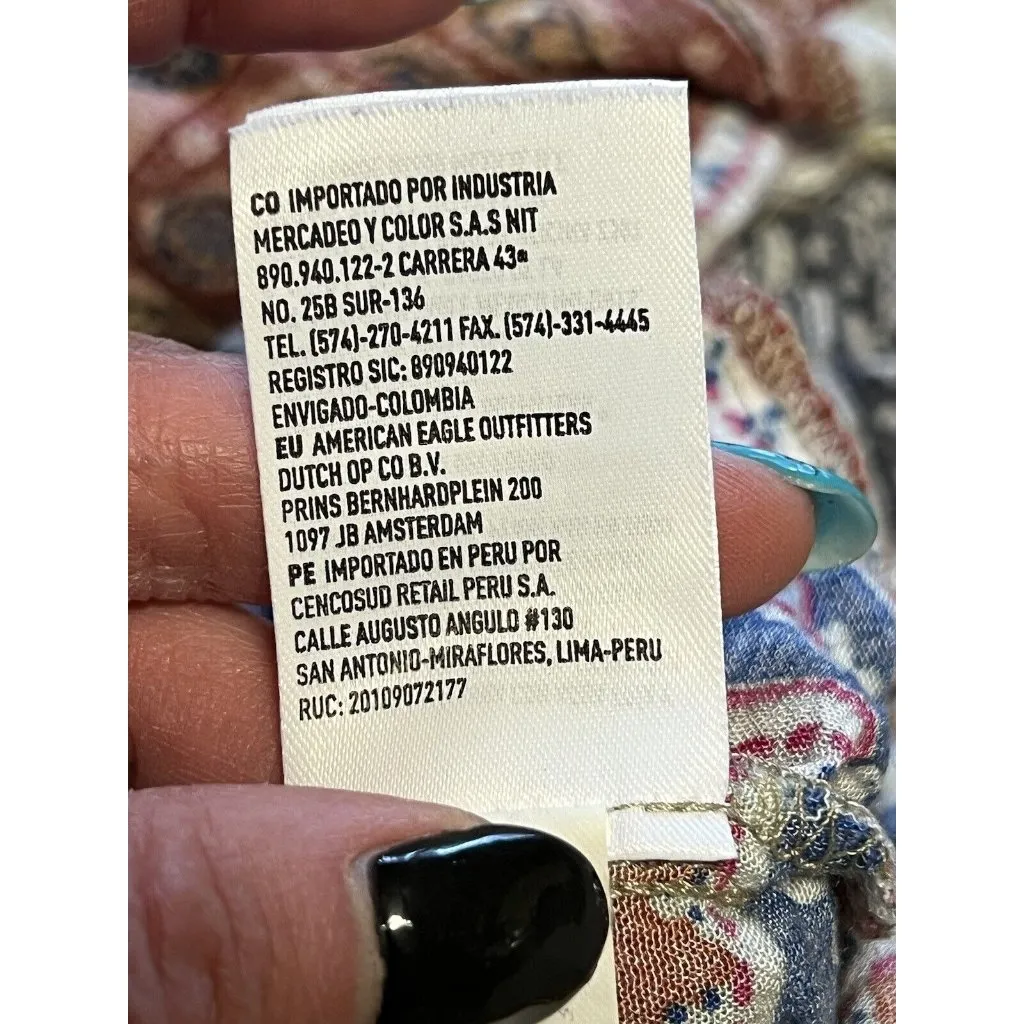 CO IMPORTADO POR INDUSTRIA
MERCADEO Y COLOR S.A.S NIT
890.940.122-2 CARRERA 43ª
NO. 25B SUR-136
TEL. (574)-270-4211 FAX. (574)-331-4445
REGISTRO SIC: 890940122
ENVIGADO-COLOMBIA
EU AMERICAN EAGLE OUTFITTERS
DUTCH OP CO B.V.
PRINS BERNHARDPLEIN 200
1097 JB AMSTERDAM
PE IMPORTADO EN PERU POR
CENCOSUD RETAIL PERU S.A.
CALLE AUGUSTO ANGULO #130
SAN ANTONIO-MIRAFLORES, LIMA-PERU
RUC: 20109072177